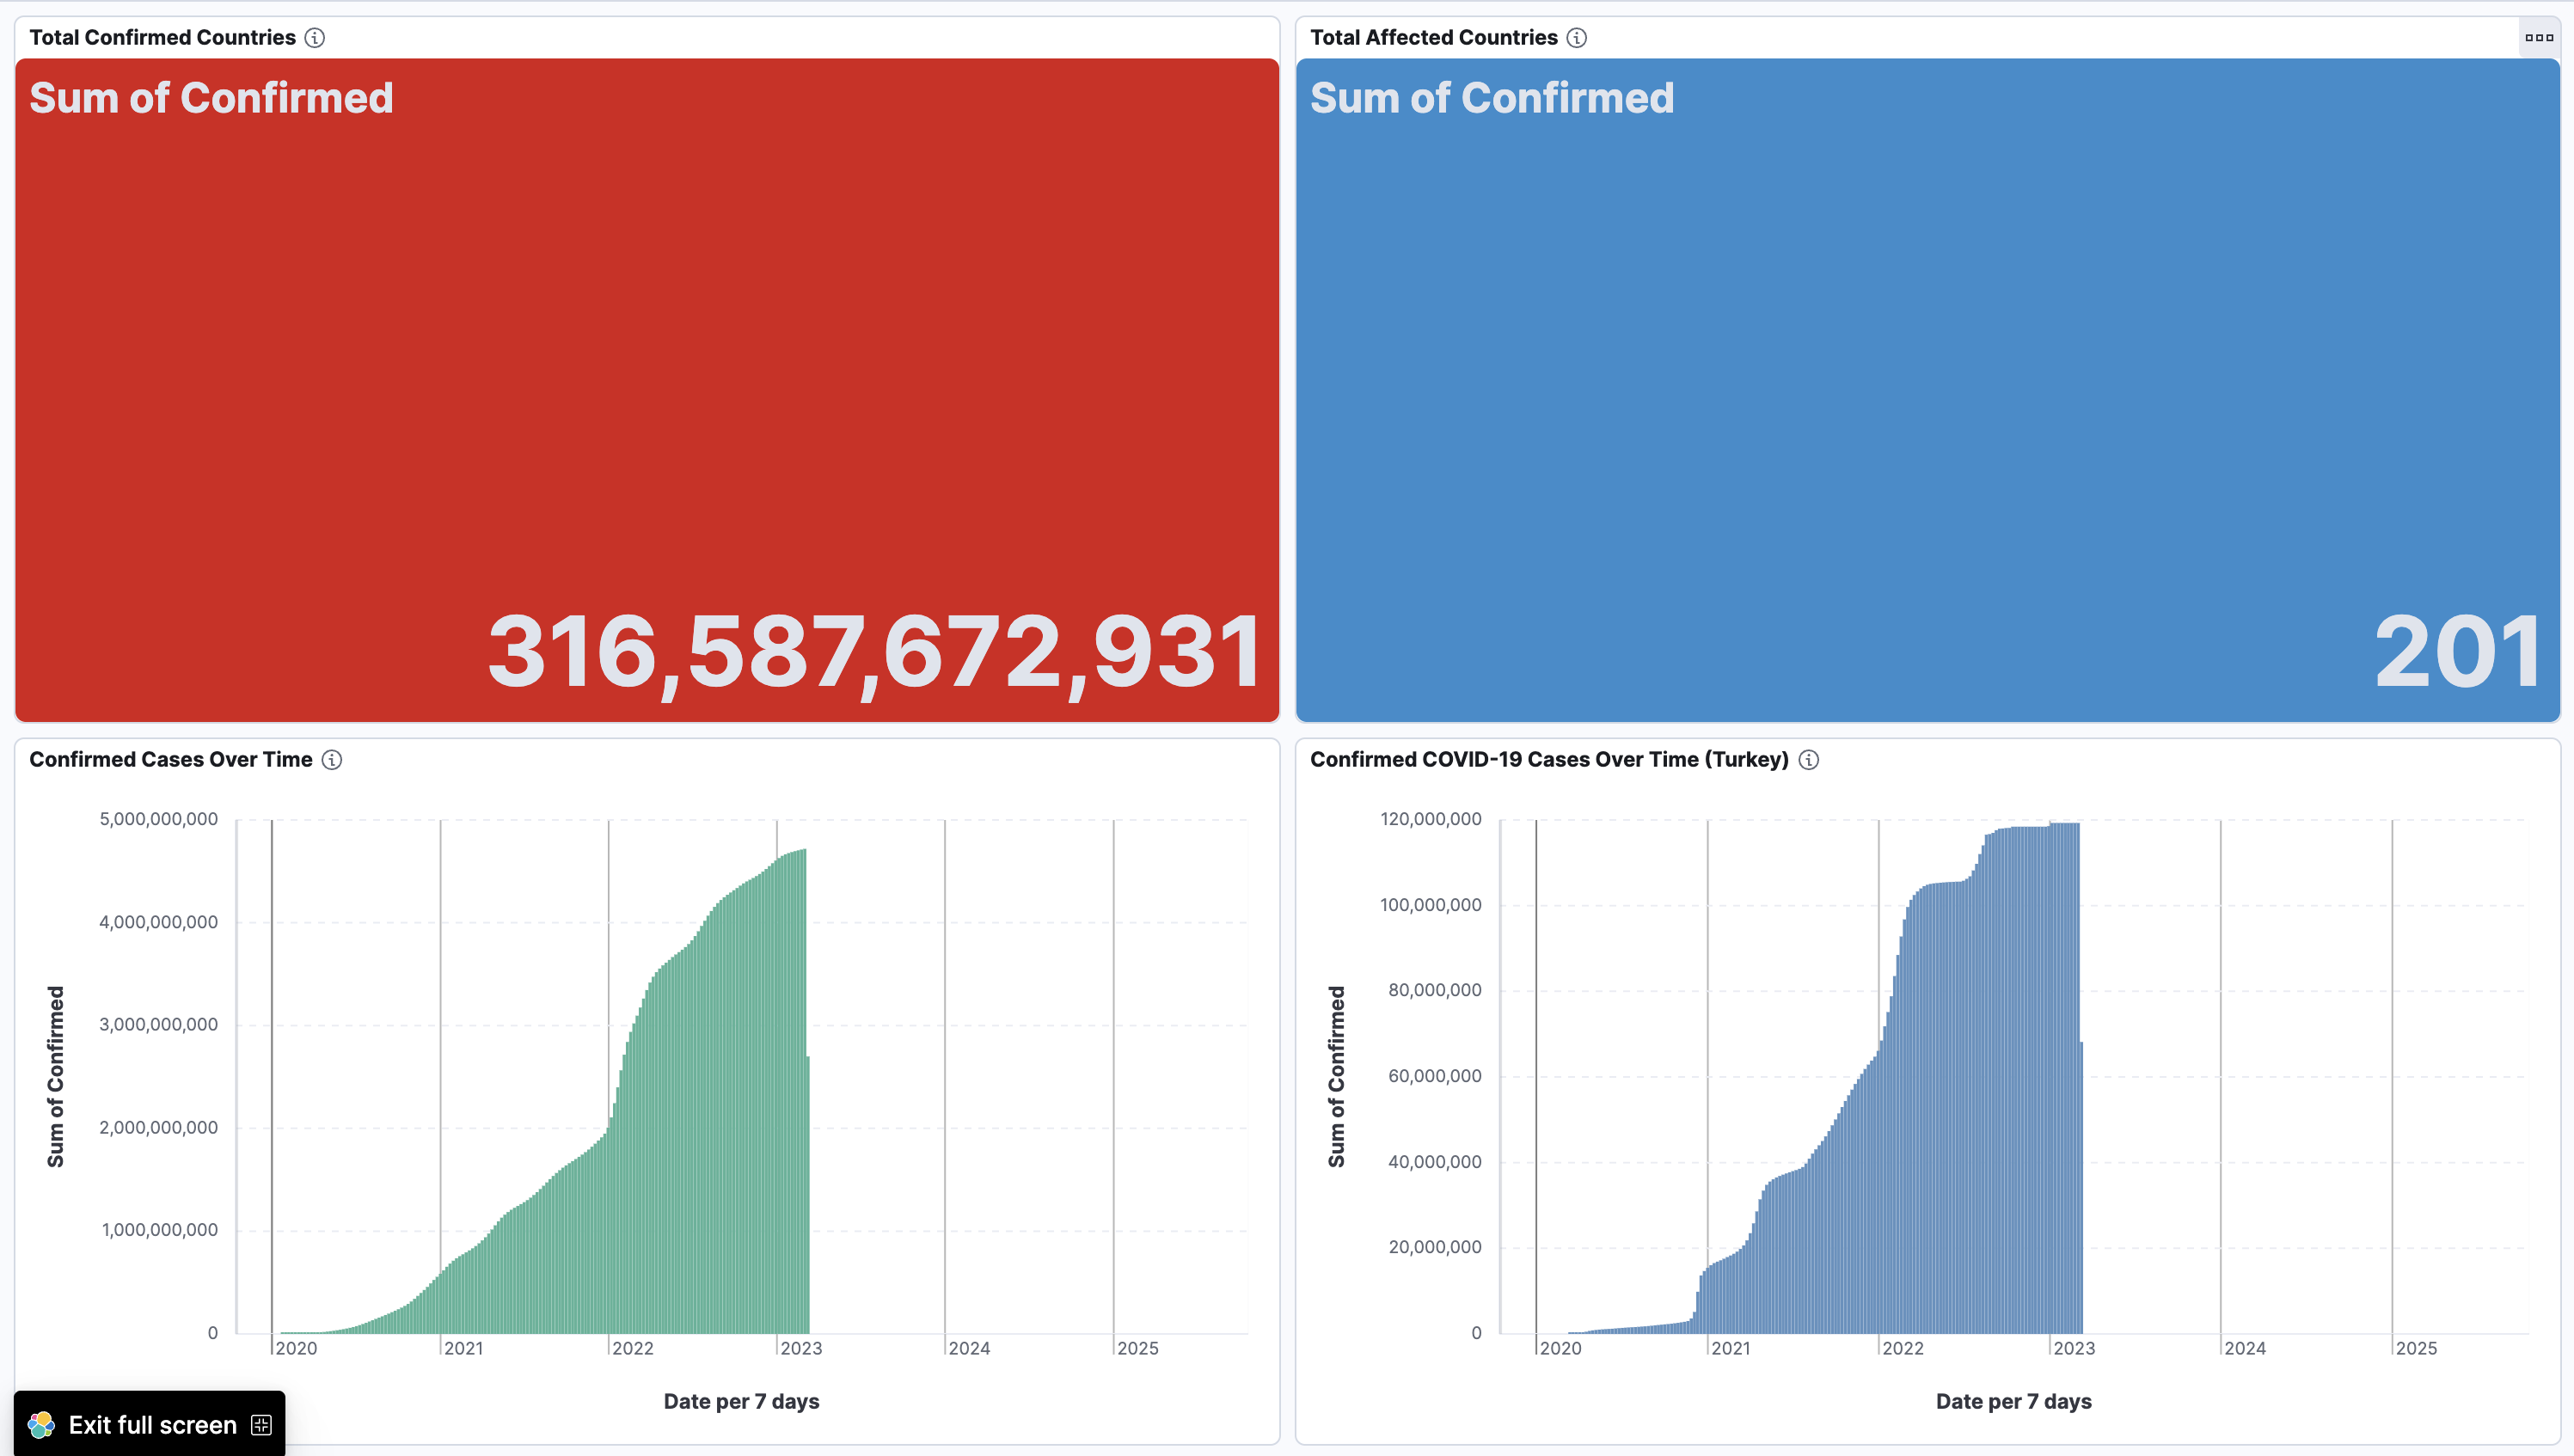 Total Confirmed Countries
Total Affected Countries
Sum of Confirmed
Sum of Confirmed
316,587,672,931
201
Confirmed Cases Over Time
5,000,000,000
4,000,000,000
3,000,000,000
2,000,000,000
1,000,000,000
0
Sum of Confirmed
2020 2021 2022 2023 2024 2025
Date per 7 days
Confirmed COVID-19 Cases Over Time (Turkey)
120,000,000
100,000,000
80,000,000
60,000,000
40,000,000
20,000,000
0
Sum of Confirmed
2020 2021 2022 2023 2024 2025
Date per 7 days
Exit full screen